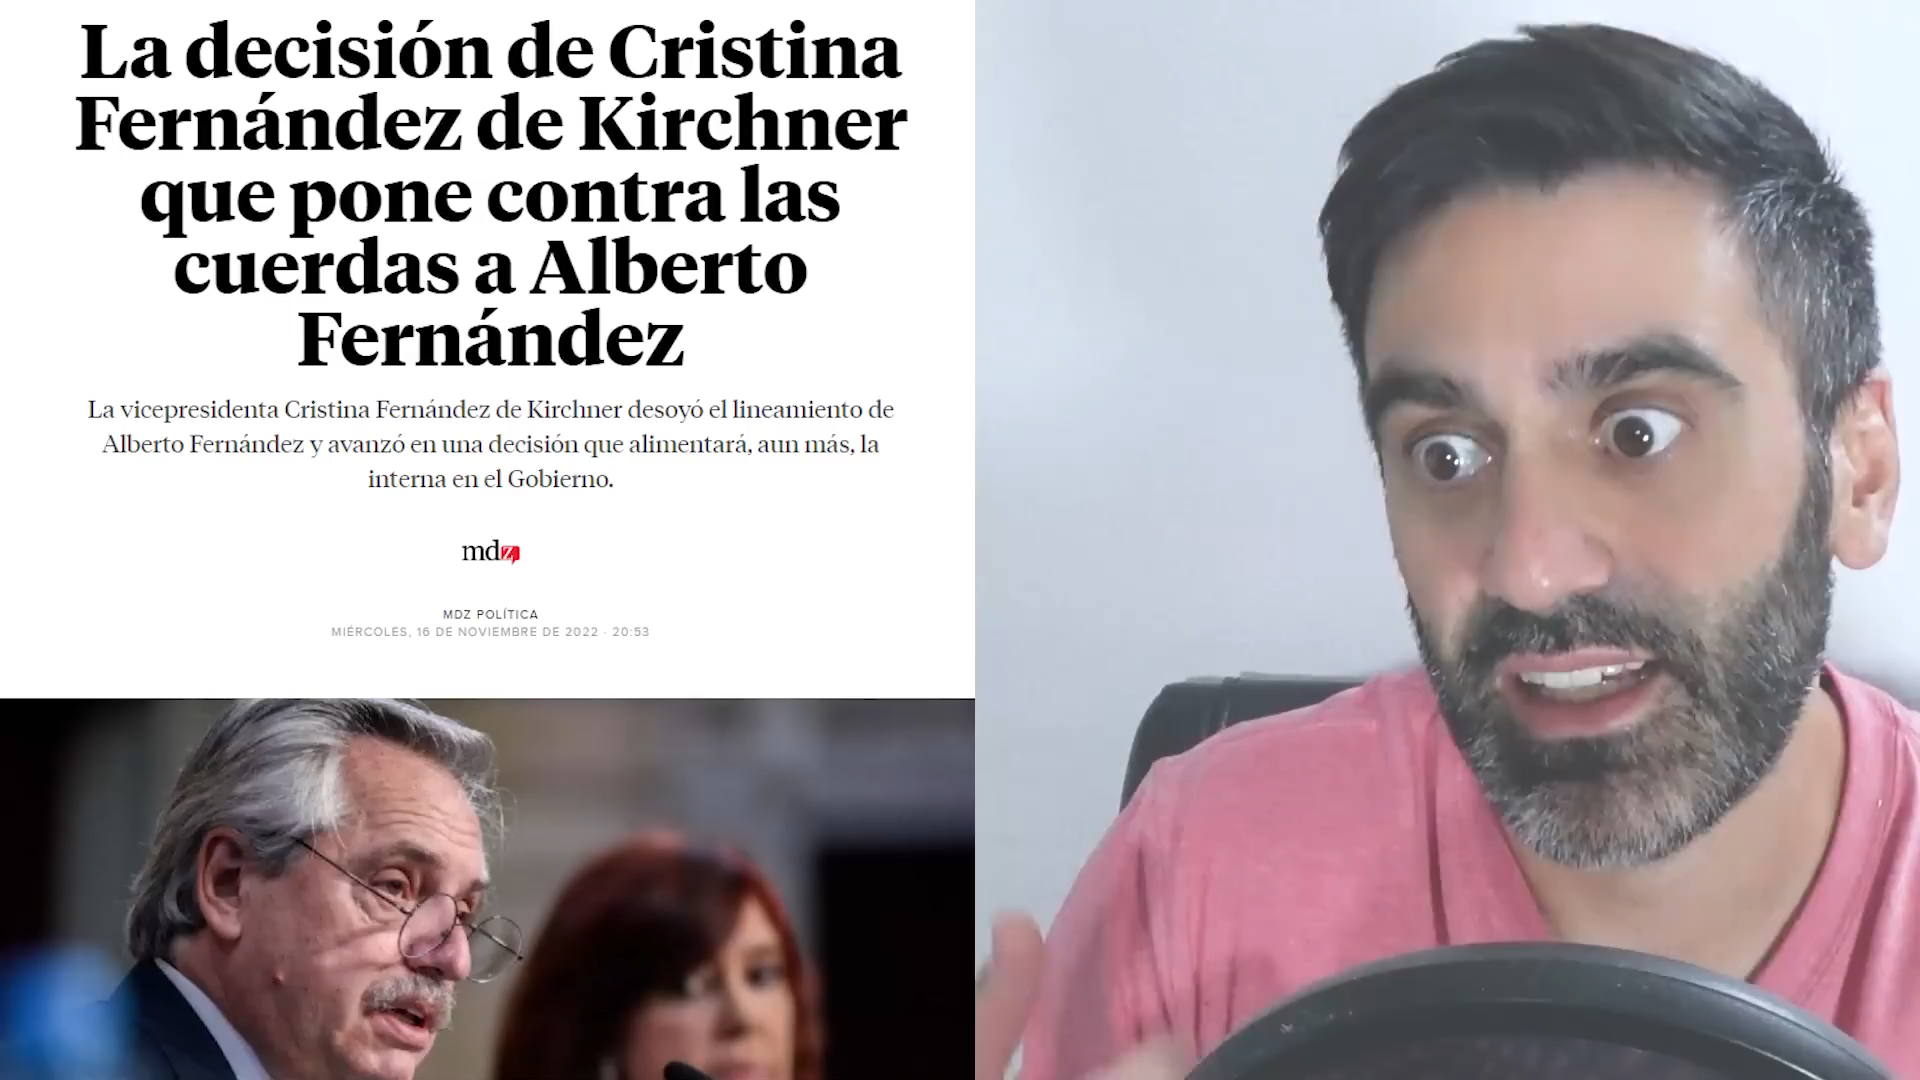 La decisión de Cristina
Fernández de Kirchner
que pone contra las
cuerdas a Alberto
Fernández
La vicepresidenta Cristina Fernández de Kirchner desoyó el lineamiento de
Alberto Fernández y avanzó en una decisión que alimentará, aun más, la
interna en el Gobierno.
mdz
MDZ POLÍTICA
MIÉRCOLES, 16 DE NOVIEMBRE DE 2022 · 20:53